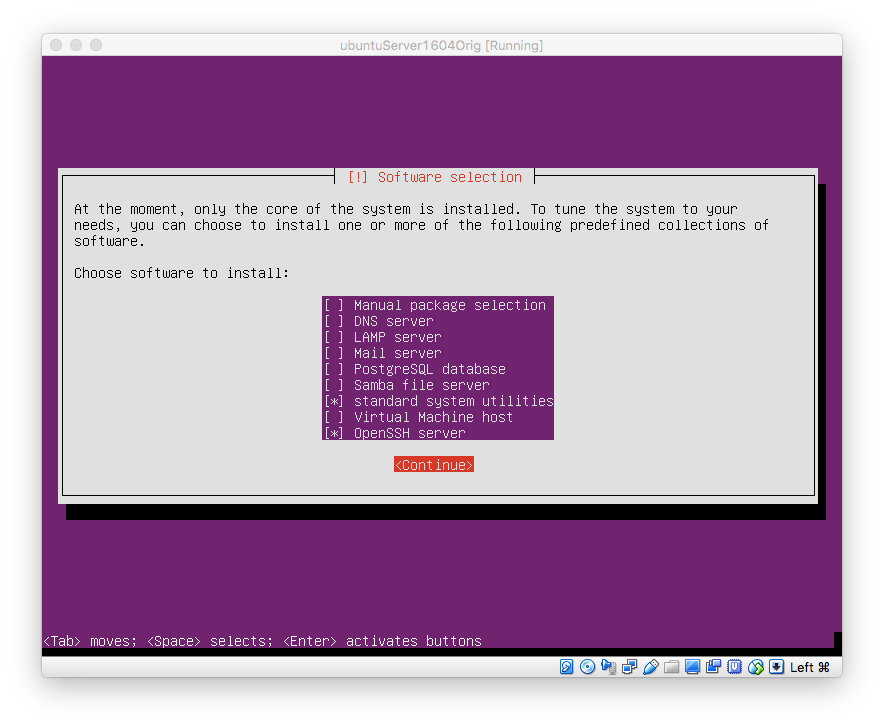 ubuntuServer1604Orig [Running]
[!] Software selection
At the moment, only the core of the system is installed. To tune the system to your
needs, you can choose to install one or more of the following predefined collections of
software.
Choose software to install:
[ ] Manual package selection
[ ] DNS server
[ ] LAMP server
[ ] Mail server
[ ] PostgreSQL database
[ ] Samba file server
[*] standard system utilities
[ ] Virtual Machine host
[*] OpenSSH server
<Continue>
<Tab> moves; <Space> selects; <Enter> activates buttons
Left ⌘